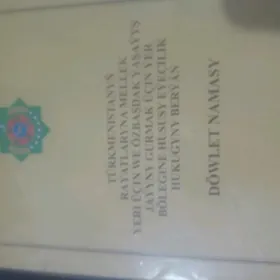 TÜRKMENISTANYŇ
RAÝATLARYNA MELLEK
ÝERI ÜÇIN WE ÖZBAŞDAK ÝAŞAÝYŞ
JAÝYNY GURMAK ÜÇIN ÝER
BÖLEGINE HUSUSY EÝEÇILIK
HUKUGYNY BERÝÄN
DÖWLET NAMASY